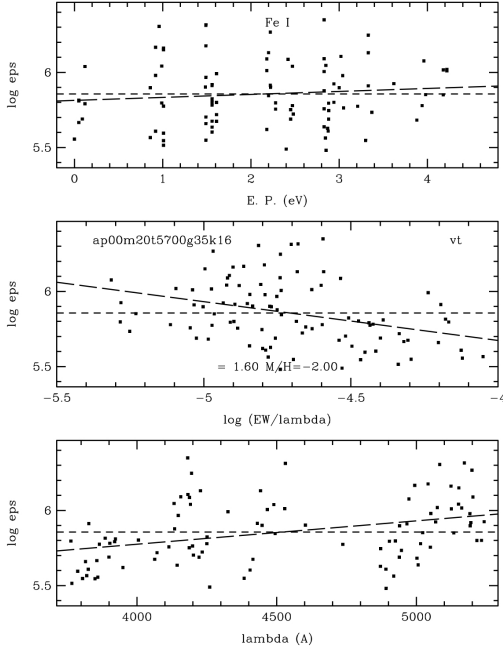 Fe I
6
5.5
log eps
0 1 2 3 4
E. P. (eV)
ap00m20t5700g35k16 vt
6
5.5
log eps
= 1.60 M/H=−2.00
−5.5 −5 −4.5 −4
log (EW/lambda)
6
5.5
log eps
4000 4500 5000
lambda (A)